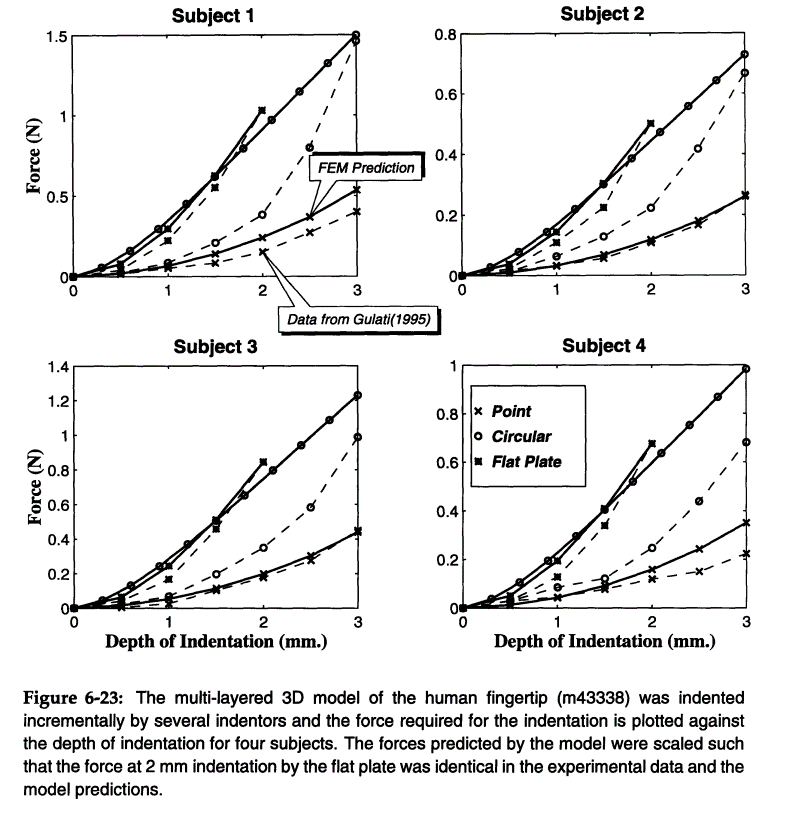 Subject 1
Subject 2
1.5
1
0.5
0
0 1 2 3
Force (N)
FEM Prediction
Data from Gulati(1995)
0.8
0.6
0.4
0.2
0
0 1 2 3
mm.
Subject 3
Subject 4
1.4
1.2
1
0.8
0.6
0.4
0.2
0
0 1 2 3
Force (N)
Depth of Indentation (mm.)
1
0.8
0.6
0.4
0.2
0
0 1 2 3
Point
Circular
Flat Plate
Depth of Indentation (mm.)
Figure 6-23: The multi-layered 3D model of the human fingertip (m43338) was indented
incrementally by several indentors and the force required for the indentation is plotted against
the depth of indentation for four subjects. The forces predicted by the model were scaled such
that the force at 2 mm indentation by the flat plate was identical in the experimental data and the
model predictions.